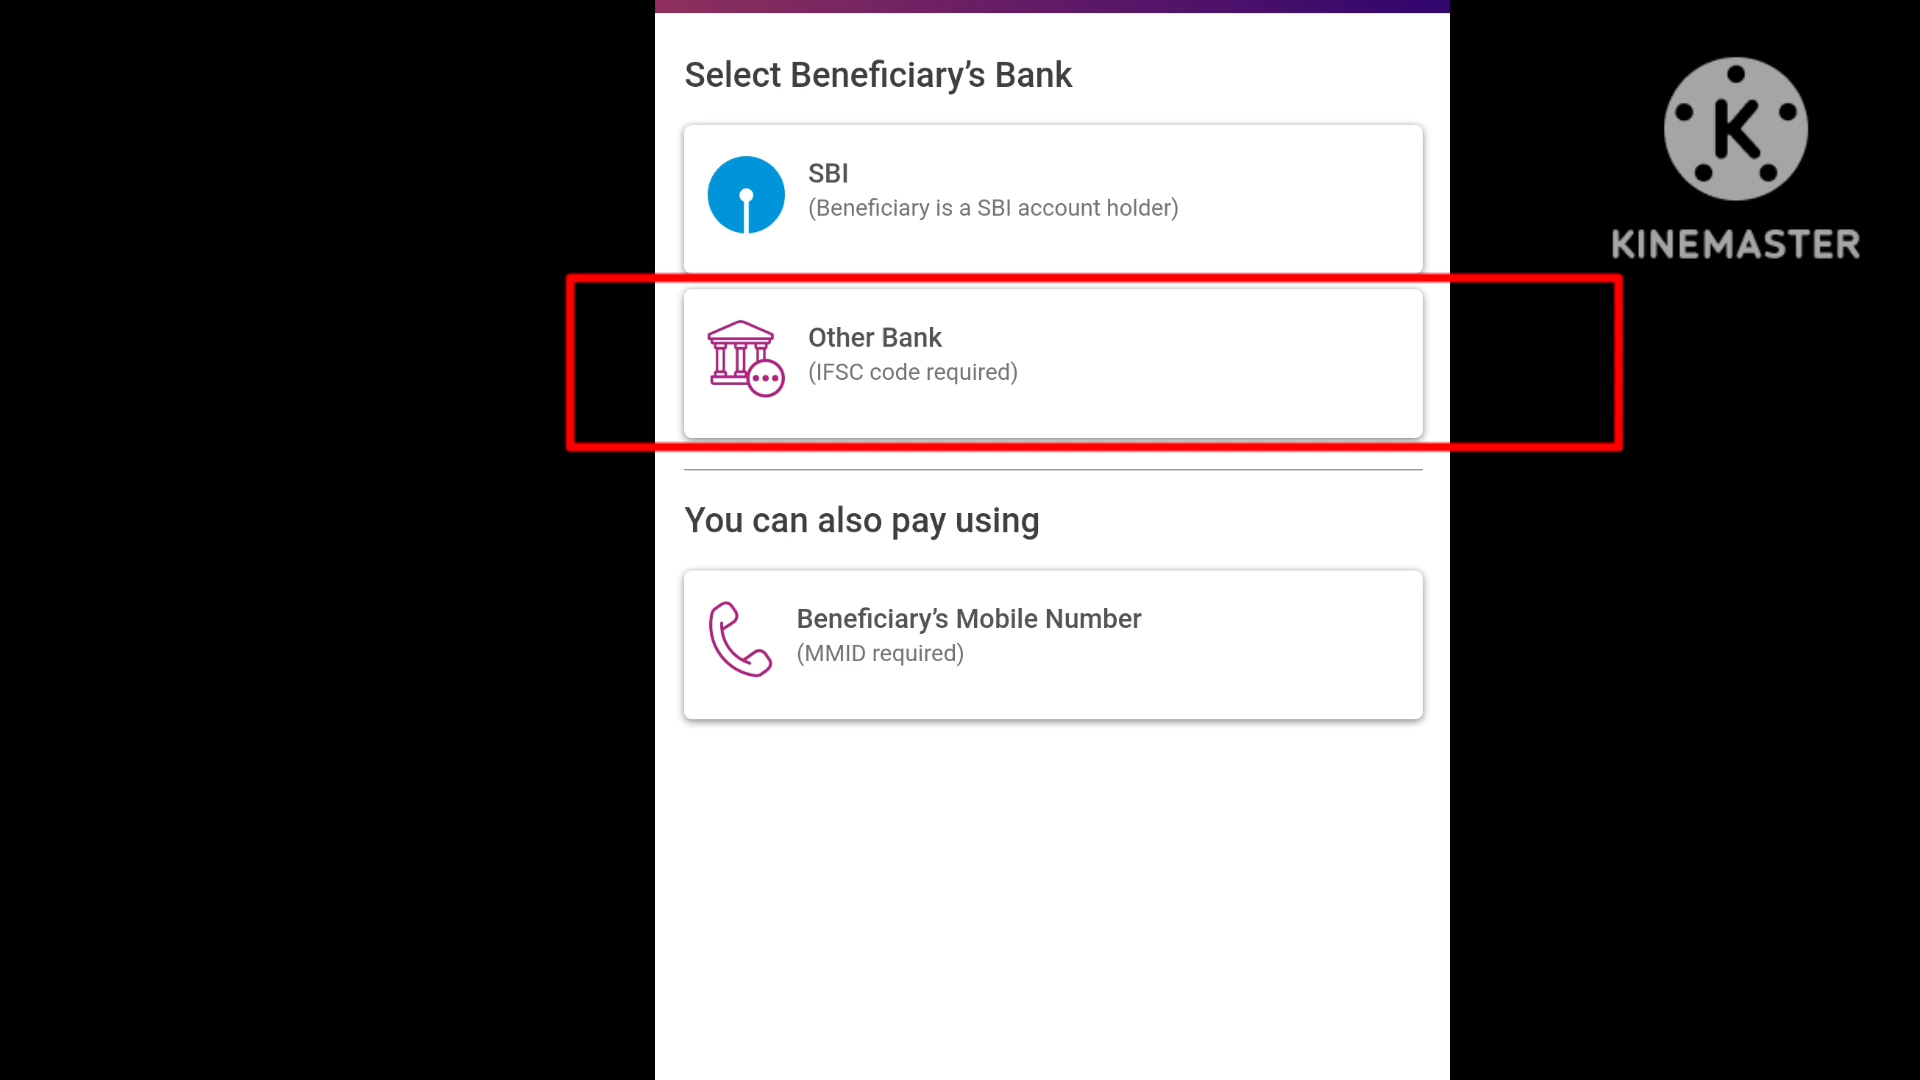 Select Beneficiary’s Bank
SBI
(Beneficiary is a SBI account holder)
Other Bank
(IFSC code required)
You can also pay using
Beneficiary’s Mobile Number
(MMID required)
K
KINEMASTER